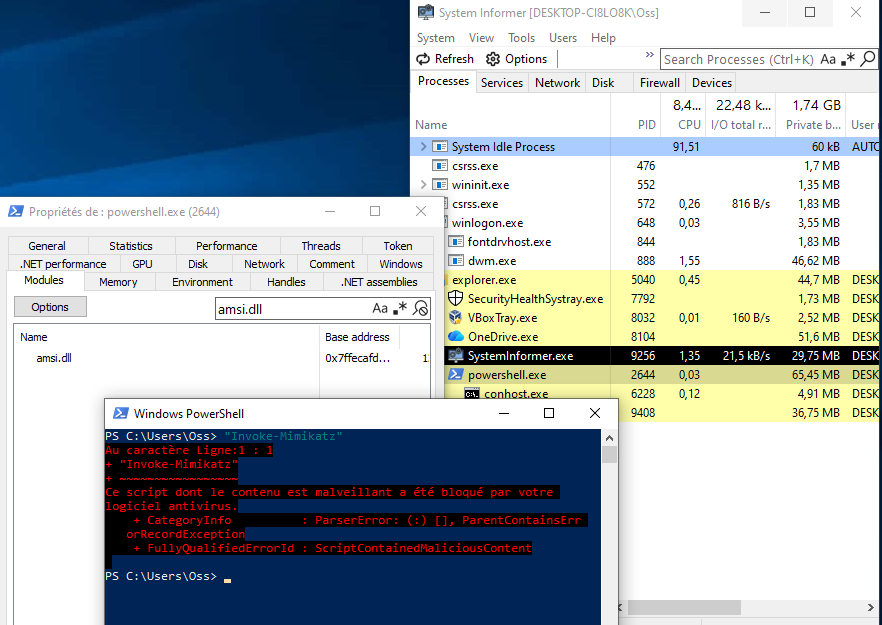 System Informer [DESKTOP-CI8LO8K\Oss]
System View Tools Users Help
Refresh Options » Search Processes (Ctrl+K) Aa .*
Processes Services Network Disk Firewall Devices
8,4... 22,48 k... 1,74 GB
Name PID CPU I/O total r... Private b... User
System Idle Process 91,51 60 kB AUTO
csrss.exe 476 1,7 MB
wininit.exe 552 1,35 MB
csrss.exe 572 0,26 816 B/s 1,83 MB
winlogon.exe 648 0,03 3,55 MB
fontdrvhost.exe 844 1,83 MB
dwm.exe 888 1,55 46,62 MB
explorer.exe 5040 0,45 44,7 MB DESK
SecurityHealthSystray.exe 7792 1,73 MB DESK
VBoxTray.exe 8032 0,01 160 B/s 2,52 MB DESK
OneDrive.exe 8104 51,6 MB DESK
SystemInformer.exe 9256 1,35 21,5 kB/s 29,75 MB DESK
powershell.exe 2644 0,03 65,45 MB DESK
conhost.exe 6228 0,12 4,91 MB DESK
9408 36,75 MB DESK
Propriétés de : powershell.exe (2644)
General Statistics Performance Threads Token
.NET performance GPU Disk Network Comment Windows
Modules Memory Environment Handles .NET assemblies
Options amsi.dll Aa .*
Name Base address
amsi.dll 0x7ffecafd...
Windows PowerShell
PS C:\Users\Oss> "Invoke-Mimikatz"
Au caractère Ligne:1 : 1
+ "Invoke-Mimikatz"
+ ~~~~~~~~~~~~~~~~~
Ce script dont le contenu est malveillant a été bloqué par votre
logiciel antivirus.
+ CategoryInfo : ParserError: (:) [], ParentContainsErr
orRecordException
+ FullyQualifiedErrorId : ScriptContainedMaliciousContent
PS C:\Users\Oss>